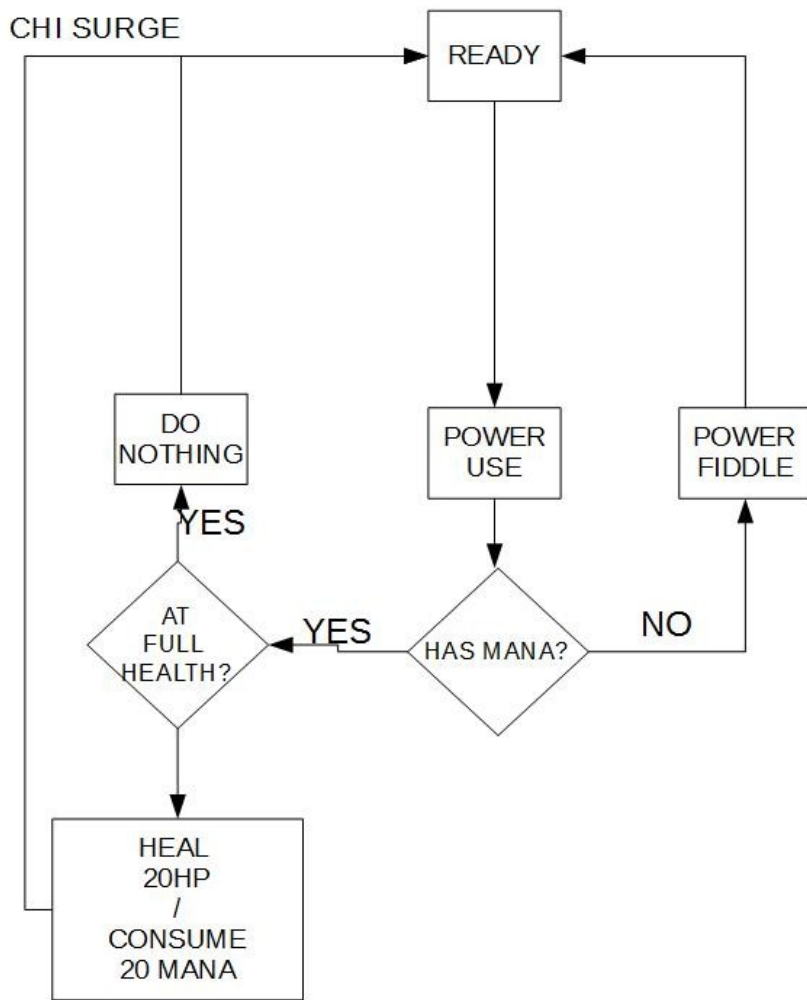 CHI SURGE
READY
DO
NOTHING
POWER
USE
POWER
FIDDLE
YES
AT
FULL
HEALTH?
YES
HAS MANA?
NO
HEAL
20HP
/
CONSUME
20 MANA